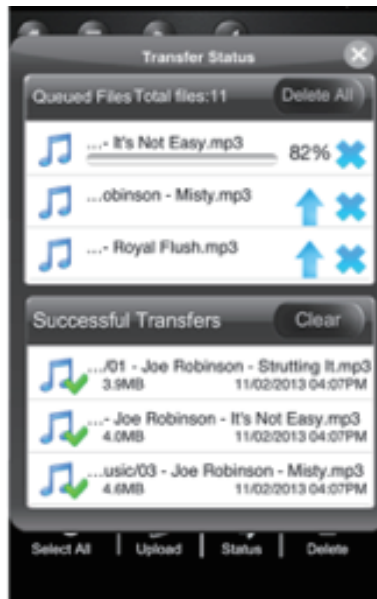 Transfer Status
Queued Files Total files:11 Delete All
...- It's Not Easy.mp3
82%
...obinson - Misty.mp3
...- Royal Flush.mp3
Successful Transfers Clear
.../01 - Joe Robinson - Strutting It.mp3
3.9MB 11/02/2013 04:07PM
...- Joe Robinson - It's Not Easy.mp3
4.0MB 11/02/2013 04:07PM
...usic/03 - Joe Robinson - Misty.mp3
4.6MB 11/02/2013 04:07PM
Select All Upload Status Delete